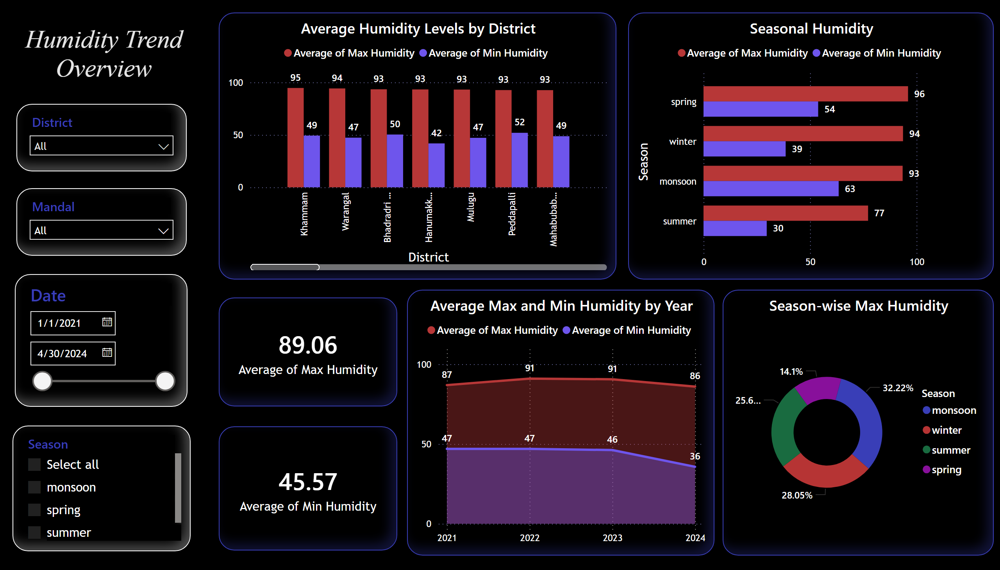 Humidity Trend
Overview
District
All
Mandal
All
Date
1/1/2021
4/30/2024
Season
Select all
monsoon
spring
summer
Average Humidity Levels by District
Average of Max Humidity Average of Min Humidity
100
50
0
95 94 93 93 93 93 93
49 47 50 42 47 52 49
Khammam
Warangal
Bhadradri ...
Hanumakk...
Mulugu
Peddapalli
Mahabubab...
District
Seasonal Humidity
Average of Max Humidity Average of Min Humidity
Season
spring 96
54
winter 94
39
monsoon 93
63
summer 77
30
0 50 100
89.06
Average of Max Humidity
45.57
Average of Min Humidity
Average Max and Min Humidity by Year
Average of Max Humidity Average of Min Humidity
100
50
0
87 91 91 86
47 47 46 36
2021 2022 2023 2024
Season-wise Max Humidity
14.1%
32.22%
25.6...
28.05%
Season
monsoon
winter
summer
spring